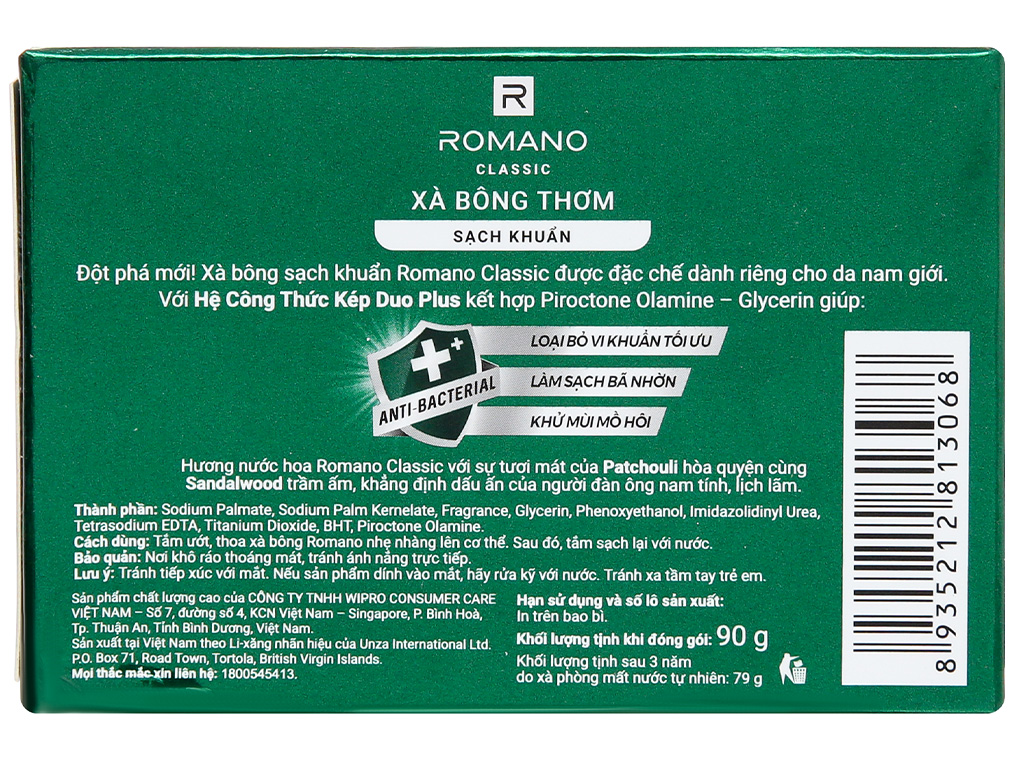 R
ROMANO
CLASSIC
XÀ BÔNG THƠM
SẠCH KHUẨN
Đột phá mới! Xà bông sạch khuẩn Romano Classic được đặc chế dành riêng cho da nam giới.
Với Hệ Công Thức Kép Duo Plus kết hợp Piroctone Olamine – Glycerin giúp:
ANTI-BACTERIAL
LOẠI BỎ VI KHUẨN TỐI ƯU
LÀM SẠCH BÃ NHỜN
KHỬ MÙI MỒ HÔI
Hương nước hoa Romano Classic với sự tươi mát của Patchouli hòa quyện cùng
Sandalwood trầm ấm, khẳng định dấu ấn của người đàn ông nam tính, lịch lãm.
Thành phần: Sodium Palmate, Sodium Palm Kernelate, Fragrance, Glycerin, Phenoxyethanol, Imidazolidinyl Urea,
Tetrasodium EDTA, Titanium Dioxide, BHT, Piroctone Olamine.
Cách dùng: Tắm ướt, thoa xà bông Romano nhẹ nhàng lên cơ thể. Sau đó, tắm sạch lại với nước.
Bảo quản: Nơi khô ráo thoáng mát, tránh ánh nắng trực tiếp.
Lưu ý: Tránh tiếp xúc với mắt. Nếu sản phẩm dính vào mắt, hãy rửa kỹ với nước. Tránh xa tầm tay trẻ em.
Sản phẩm chất lượng cao của CÔNG TY TNHH WIPRO CONSUMER CARE
VIỆT NAM – Số 7, đường số 4, KCN Việt Nam – Singapore, P. Bình Hoà,
Tp. Thuận An, Tỉnh Bình Dương, Việt Nam.
Sản xuất tại Việt Nam theo Li-xăng nhãn hiệu của Unza International Ltd.
P.O. Box 71, Road Town, Tortola, British Virgin Islands.
Mọi thắc mắc xin liên hệ: 1800545413.
Hạn sử dụng và số lô sản xuất:
In trên bao bì.
Khối lượng tịnh khi đóng gói: 90 g
Khối lượng tịnh sau 3 năm
do xà phòng mất nước tự nhiên: 79 g
8935212813068